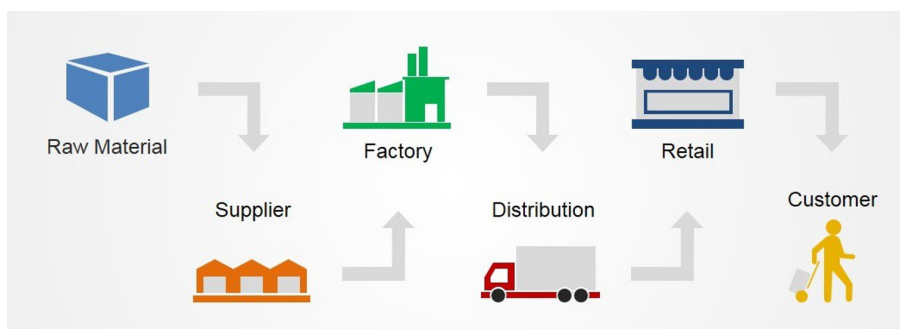 Raw Material
Supplier
Factory
Distribution
Retail
Customer